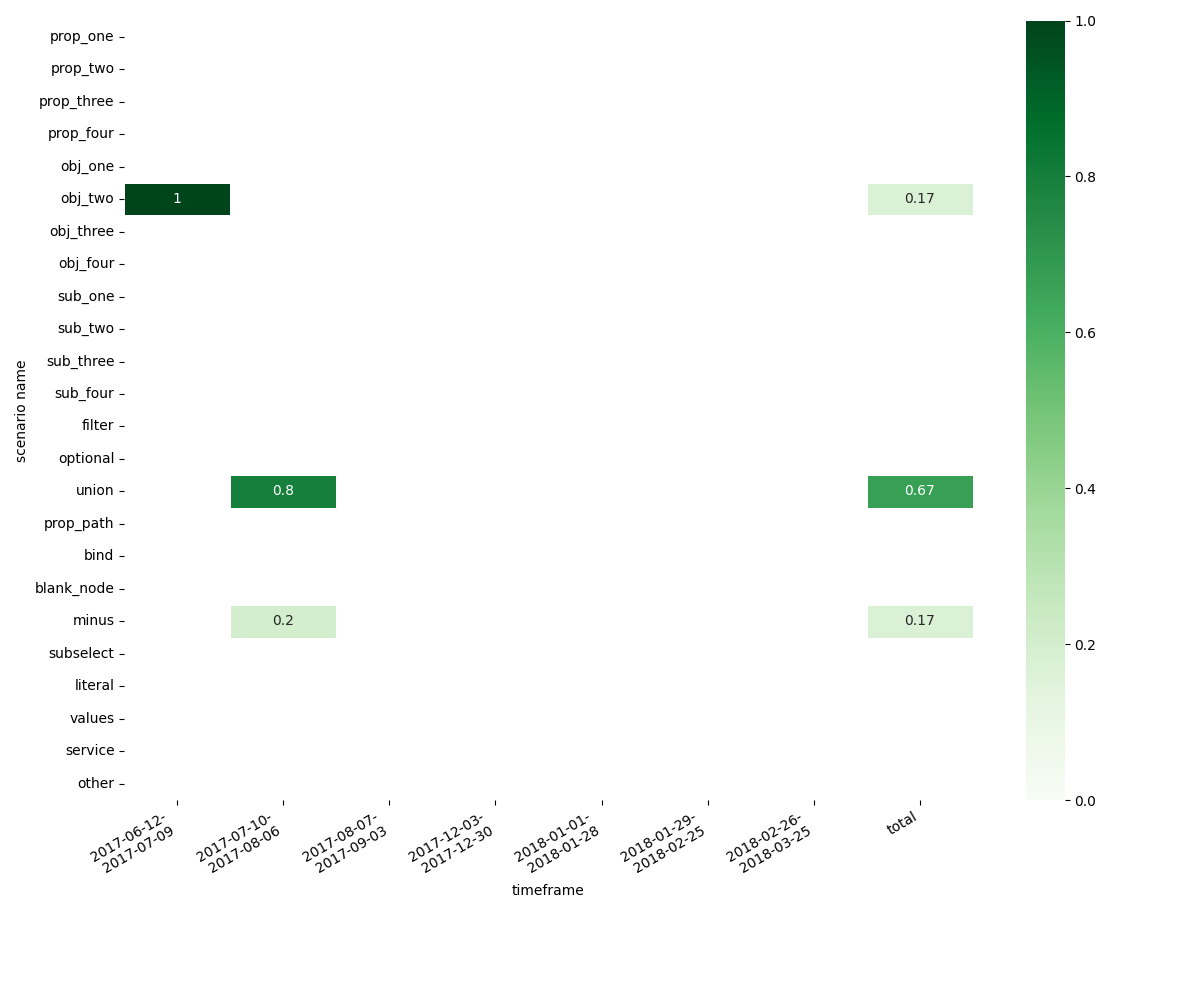 prop_one
prop_two
prop_three
prop_four
obj_one
obj_two
obj_three
obj_four
sub_one
sub_two
sub_three
sub_four
filter
optional
union
prop_path
bind
blank_node
minus
subselect
literal
values
service
other
scenario name
1
0.17
0.8
0.67
0.2
0.17
2017-06-12-
2017-07-09
2017-07-10-
2017-08-06
2017-08-07-
2017-09-03
2017-12-03-
2017-12-30
2018-01-01-
2018-01-28
2018-01-29-
2018-02-25
2018-02-26-
2018-03-25
total
timeframe
1.0
0.8
0.6
0.4
0.2
0.0